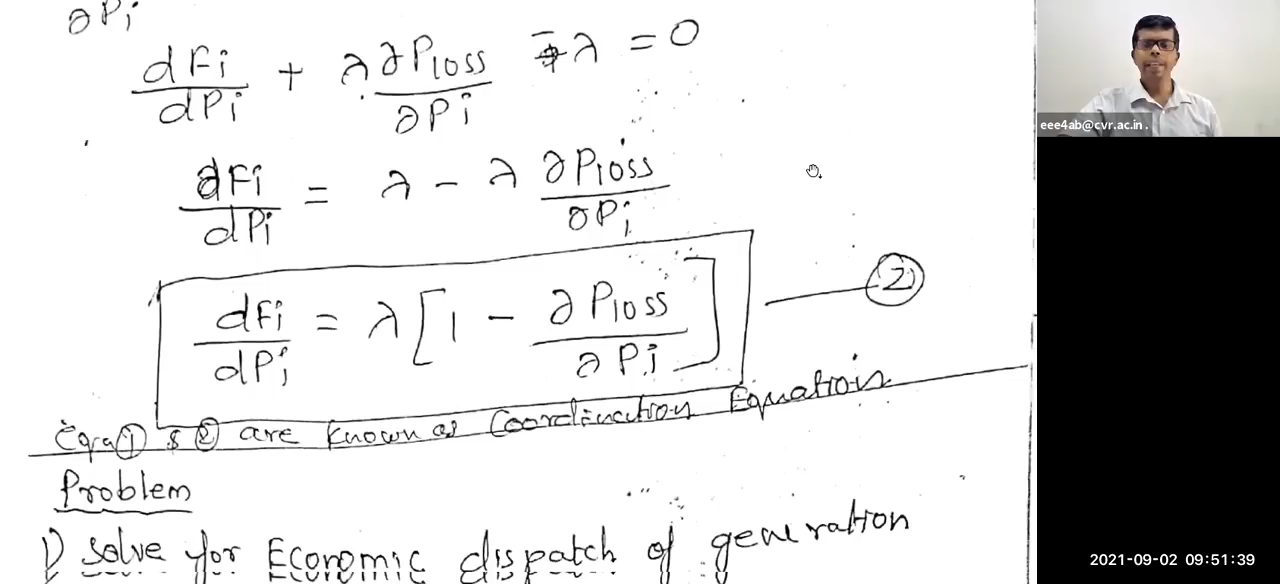 ∂Pi
dFi/dPi + λ ∂Ploss/∂Pi - λ = 0
dFi/dPi = λ - λ ∂Ploss/∂Pi
dFi/dPi = λ[1 - ∂Ploss/∂Pi] — ②
Equa ① & ② are known as Coordination Equations
Problem
1) solve for Economic dispatch of generation
eee4ab@cvr.ac.in .
2021-09-02 09:51:39